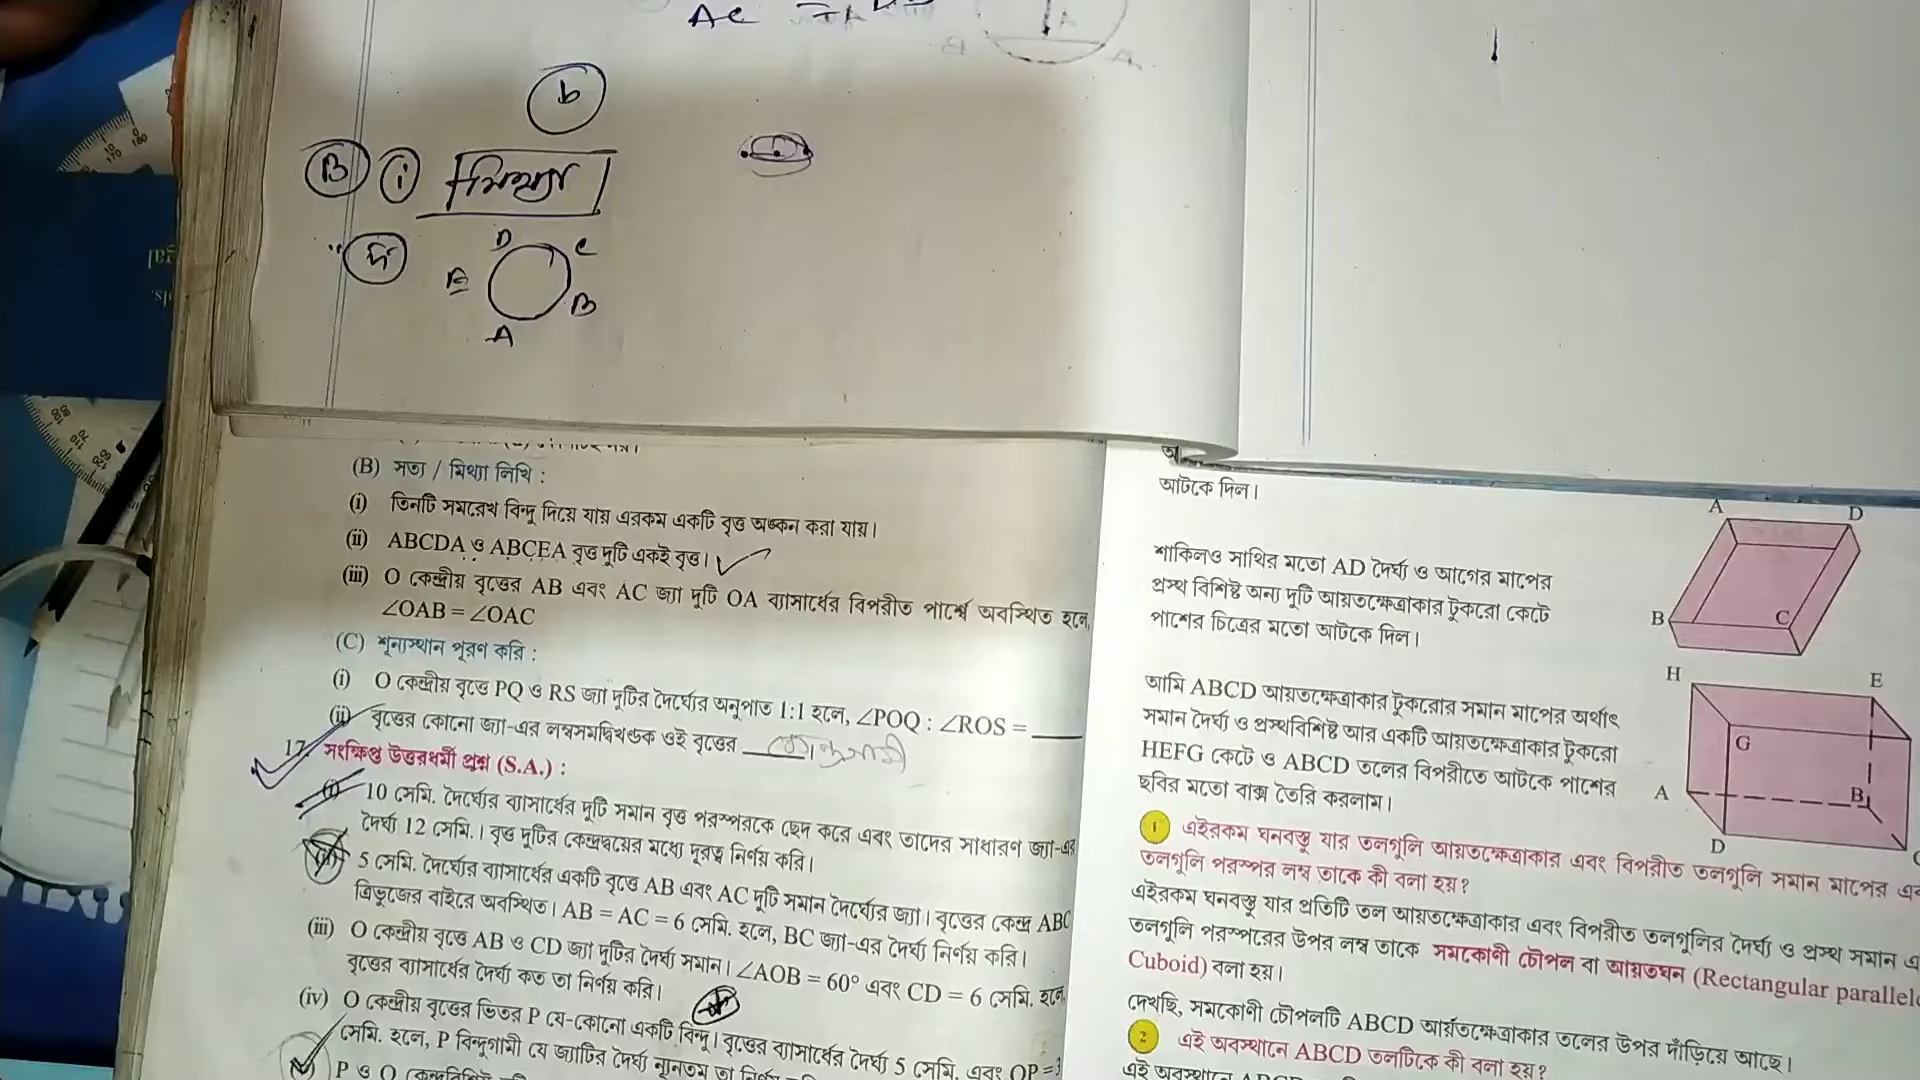 AC
b
B i মিথ্যা
D C
E B
A
(B) সত্য / মিথ্যা লিখি :
(i) তিনটি সমরেখ বিন্দু দিয়ে যায় এরকম একটি বৃত্ত অঙ্কন করা যায়।
(ii) ABCDA ও ABCEA বৃত্ত দুটি একই বৃত্ত।
(iii) O কেন্দ্রীয় বৃত্তের AB এবং AC জ্যা দুটি OA ব্যাসার্ধের বিপরীত পার্শ্বে অবস্থিত হলে,
∠OAB = ∠OAC
(C) শূন্যস্থান পূরণ করি :
(i) O কেন্দ্রীয় বৃত্তে PQ ও RS জ্যা দুটির দৈর্ঘ্যের অনুপাত 1:1 হলে, ∠POQ : ∠ROS = ____
(ii) বৃত্তের কোনো জ্যা-এর লম্বসমদ্বিখণ্ডক ওই বৃত্তের ____ কেন্দ্রগামী
17. সংক্ষিপ্ত উত্তরধর্মী প্রশ্ন (S.A.) :
(i) 10 সেমি. দৈর্ঘ্যের ব্যাসার্ধের দুটি সমান বৃত্ত পরস্পরকে ছেদ করে এবং তাদের সাধারণ জ্যা-এর
দৈর্ঘ্য 12 সেমি.। বৃত্ত দুটির কেন্দ্রদ্বয়ের মধ্যে দূরত্ব নির্ণয় করি।
(ii) 5 সেমি. দৈর্ঘ্যের ব্যাসার্ধের একটি বৃত্তে AB এবং AC দুটি সমান দৈর্ঘ্যের জ্যা। বৃত্তের কেন্দ্র ABC
ত্রিভুজের বাইরে অবস্থিত। AB = AC = 6 সেমি. হলে, BC জ্যা-এর দৈর্ঘ্য নির্ণয় করি।
(iii) O কেন্দ্রীয় বৃত্তে AB ও CD জ্যা দুটির দৈর্ঘ্য সমান। ∠AOB = 60° এবং CD = 6 সেমি. হলে,
বৃত্তের ব্যাসার্ধের দৈর্ঘ্য কত তা নির্ণয় করি।
(iv) O কেন্দ্রীয় বৃত্তের ভিতর P যে-কোনো একটি বিন্দু। বৃত্তের ব্যাসার্ধের দৈর্ঘ্য 5 সেমি. এবং OP = 3
সেমি. হলে, P বিন্দুগামী যে জ্যাটির দৈর্ঘ্য ন্যূনতম তা
P ও Q
আটকে দিল।
A D
B C
শাকিলও সাথির মতো AD দৈর্ঘ্য ও আগের মাপের
প্রস্থ বিশিষ্ট অন্য দুটি আয়তক্ষেত্রাকার টুকরো কেটে
পাশের চিত্রের মতো আটকে দিল।
H E
G
A B
D
আমি ABCD আয়তক্ষেত্রাকার টুকরোর সমান মাপের অর্থাৎ
সমান দৈর্ঘ্য ও প্রস্থবিশিষ্ট আর একটি আয়তক্ষেত্রাকার টুকরো
HEFG কেটে ও ABCD তলের বিপরীতে আটকে পাশের
ছবির মতো বাক্স তৈরি করলাম।
1 এইরকম ঘনবস্তু যার তলগুলি আয়তক্ষেত্রাকার এবং বিপরীত তলগুলি সমান মাপের
তলগুলি পরস্পর লম্ব তাকে কী বলা হয়?
এইরকম ঘনবস্তু যার প্রতিটি তল আয়তক্ষেত্রাকার এবং বিপরীত তলগুলির দৈর্ঘ্য ও প্রস্থ সমান
তলগুলি পরস্পরের উপর লম্ব তাকে সমকোণী চৌপল বা আয়তঘন (Rectangular parallel
Cuboid) বলা হয়।
দেখছি, সমকোণী চৌপলটি ABCD আয়তক্ষেত্রাকার তলের উপর দাঁড়িয়ে আছে।
2 এই অবস্থানে ABCD তলটিকে কী বলা হয়?